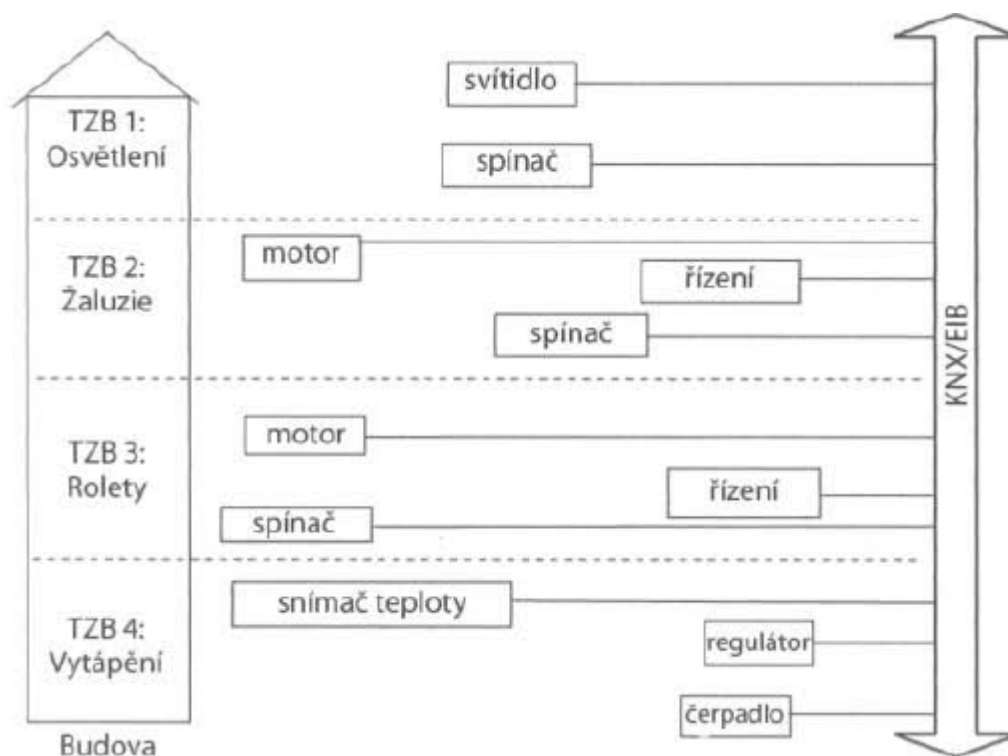 TZB 1:
Osvětlení
svítidlo
spínač
TZB 2:
Žaluzie
motor
řízení
spínač
TZB 3:
Rolety
motor
řízení
spínač
TZB 4:
Vytápění
snímač teploty
regulátor
čerpadlo
Budova
KNX/EIB